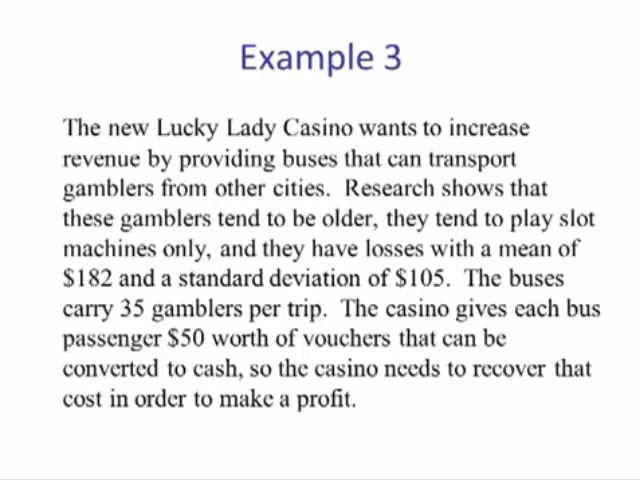 Example 3
The new Lucky Lady Casino wants to increase
revenue by providing buses that can transport
gamblers from other cities.  Research shows that
these gamblers tend to be older, they tend to play slot
machines only, and they have losses with a mean of
$182 and a standard deviation of $105.  The buses
carry 35 gamblers per trip.  The casino gives each bus
passenger $50 worth of vouchers that can be
converted to cash, so the casino needs to recover that
cost in order to make a profit.